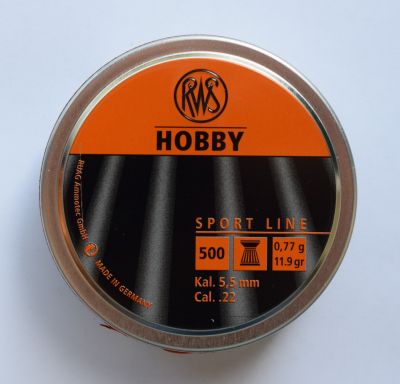 RWS
HOBBY
SPORT LINE
500
0,77 g
11.9 gr
Kal. 5,5 mm
Cal. .22
RUAG Ammotec GmbH
MADE IN GERMANY